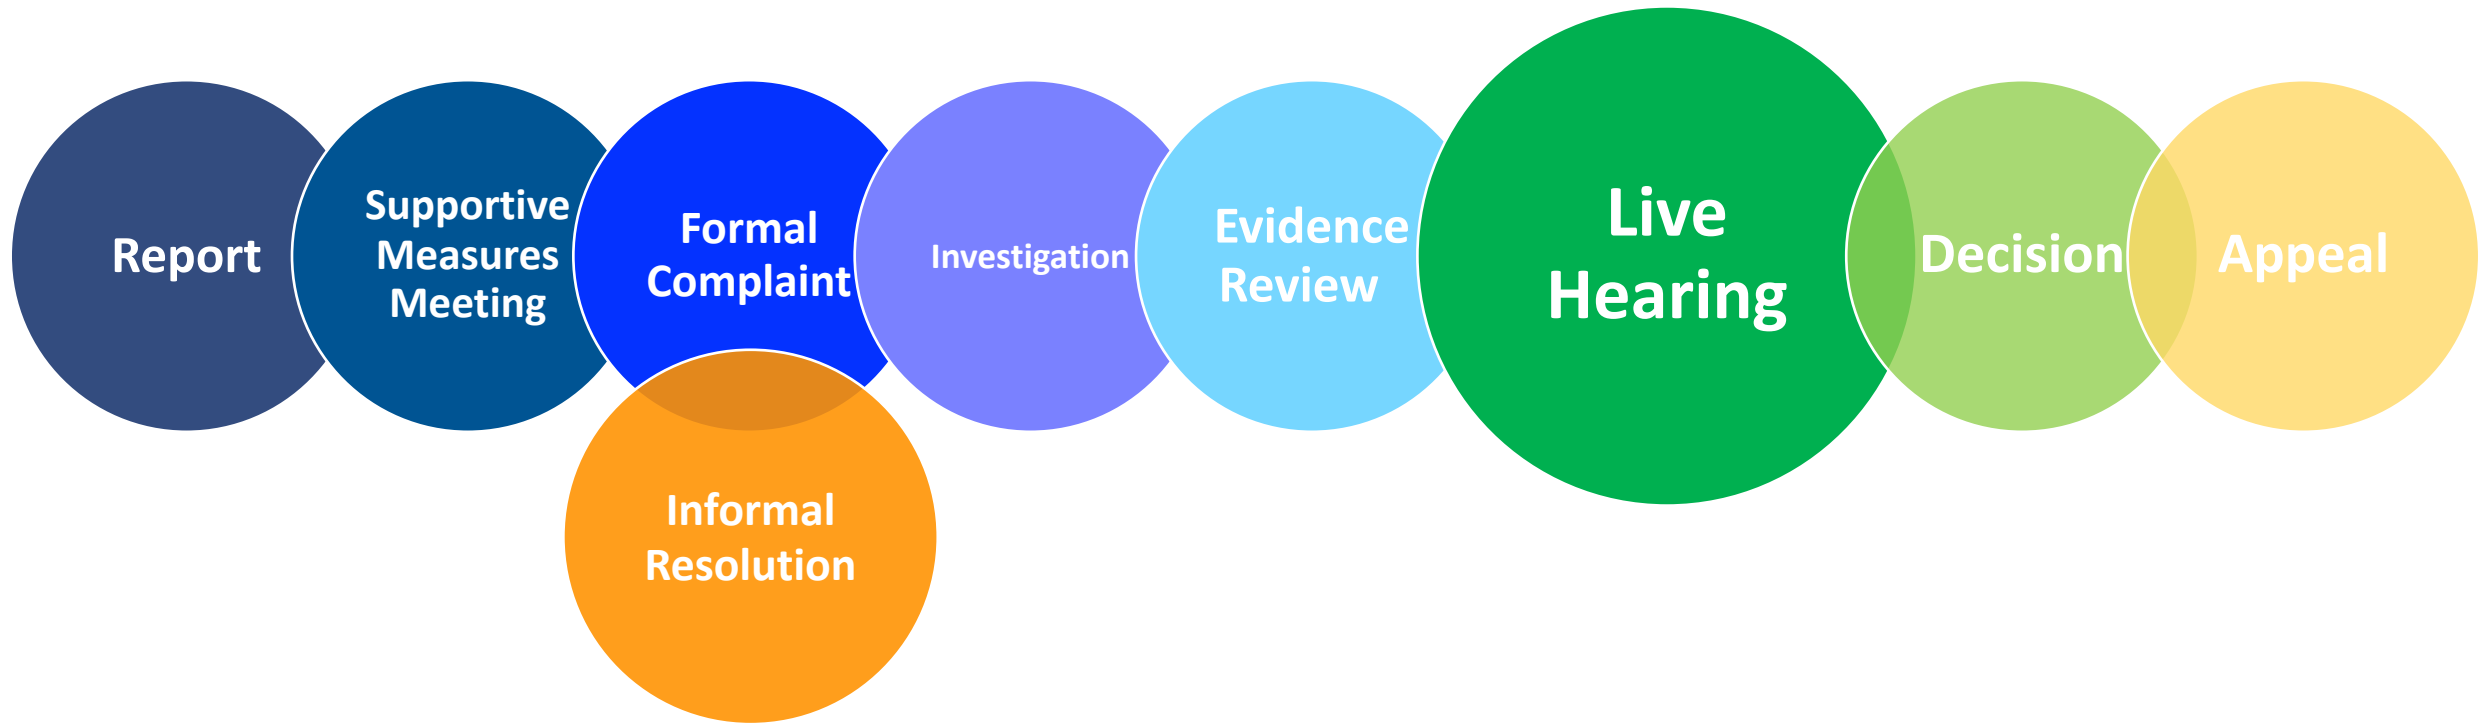 Report
Supportive
Measures
Meeting
Formal
Complaint
Investigation
Evidence
Review
Live
Hearing
Decision
Appeal
Informal
Resolution